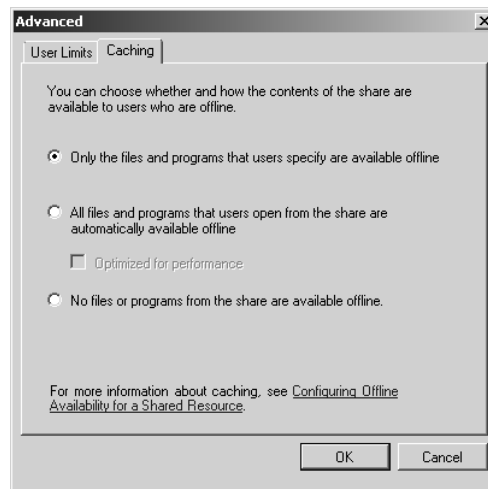 Advanced
User Limits Caching
You can choose whether and how the contents of the share are
available to users who are offline.
Only the files and programs that users specify are available offline
All files and programs that users open from the share are
automatically available offline
Optimized for performance
No files or programs from the share are available offline.
For more information about caching, see Configuring Offline
Availability for a Shared Resource.
OK Cancel